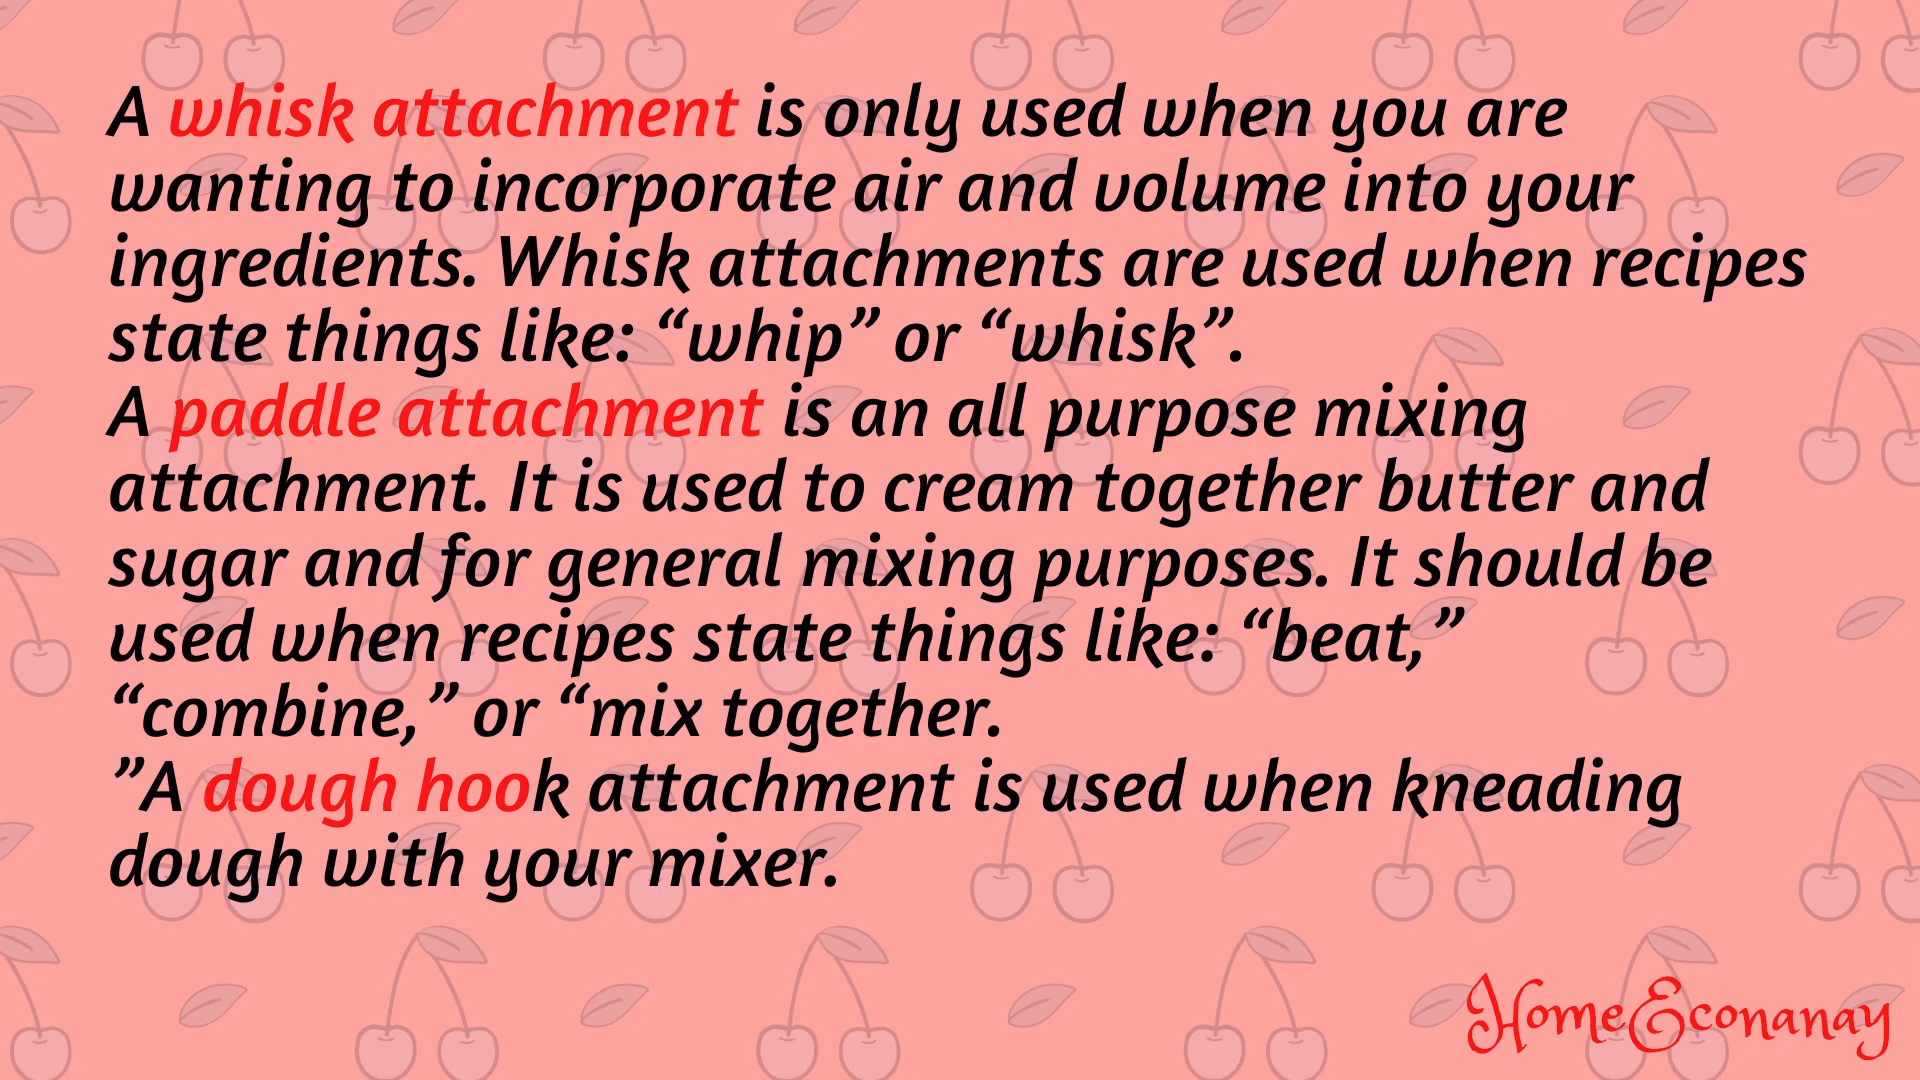 A whisk attachment is only used when you are
wanting to incorporate air and volume into your
ingredients. Whisk attachments are used when recipes
state things like: “whip” or “whisk”.
A paddle attachment is an all purpose mixing
attachment. It is used to cream together butter and
sugar and for general mixing purposes. It should be
used when recipes state things like: “beat,”
“combine,” or “mix together.
”A dough hook attachment is used when kneading
dough with your mixer.
HomeEconanay